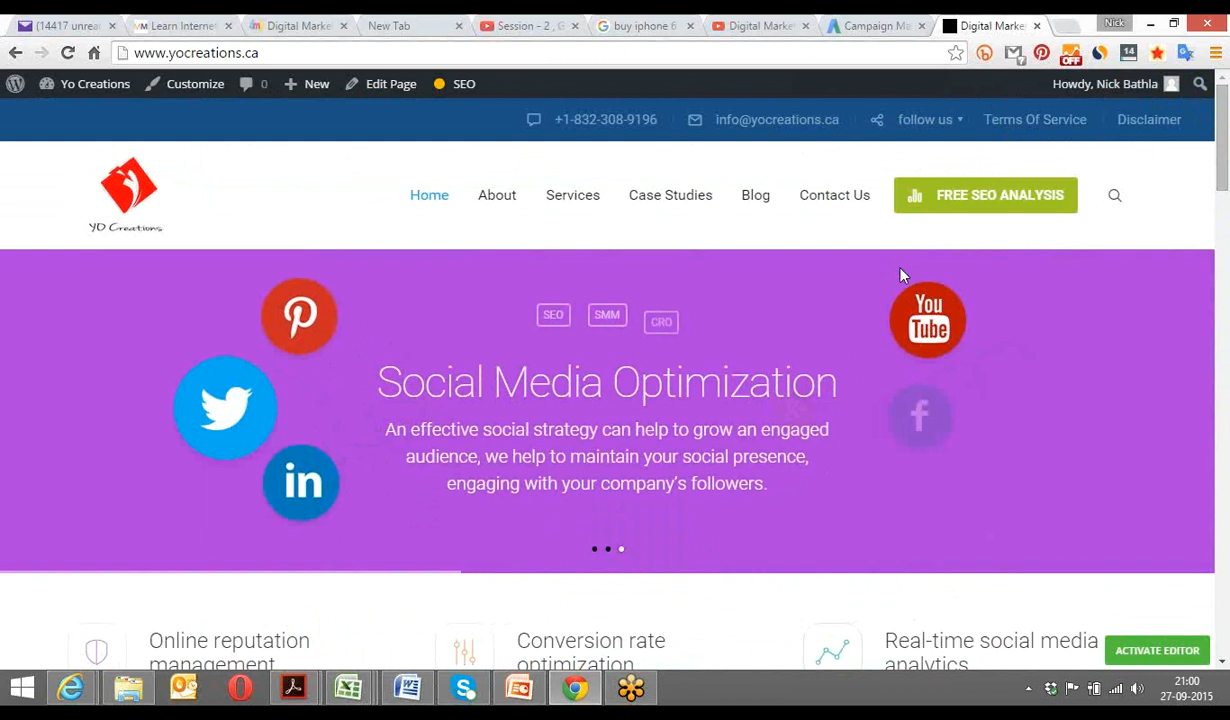 (14417 unrea
Learn Interne
Digital Marke
New Tab
Session - 2 , G
buy iphone 6
Digital Marke
Campaign Ma
Digital Marke
Nick
www.yocreations.ca
OFF
14
Yo Creations
Customize
0
New
Edit Page
SEO
Howdy, Nick Bathla
+1-832-308-9196
info@yocreations.ca
follow us
Terms Of Service
Disclaimer
YO Creations
Home
About
Services
Case Studies
Blog
Contact Us
FREE SEO ANALYSIS
SEO
SMM
CRO
You
Tube
Social Media Optimization
An effective social strategy can help to grow an engaged
audience, we help to maintain your social presence,
engaging with your company's followers.
in
f
Online reputation
management
Conversion rate
optimization
Real-time social media
analytics
ACTIVATE EDITOR
21:00
27-09-2015